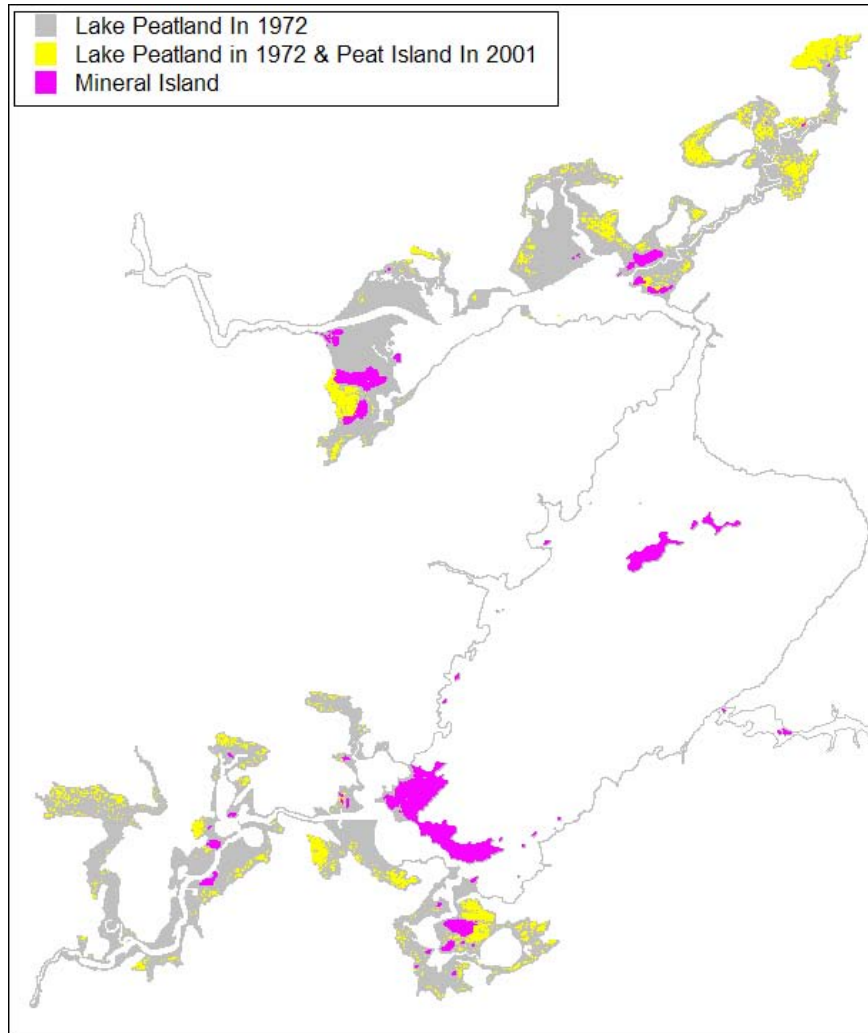 Lake Peatland In 1972
Lake Peatland in 1972 & Peat Island In 2001
Mineral Island